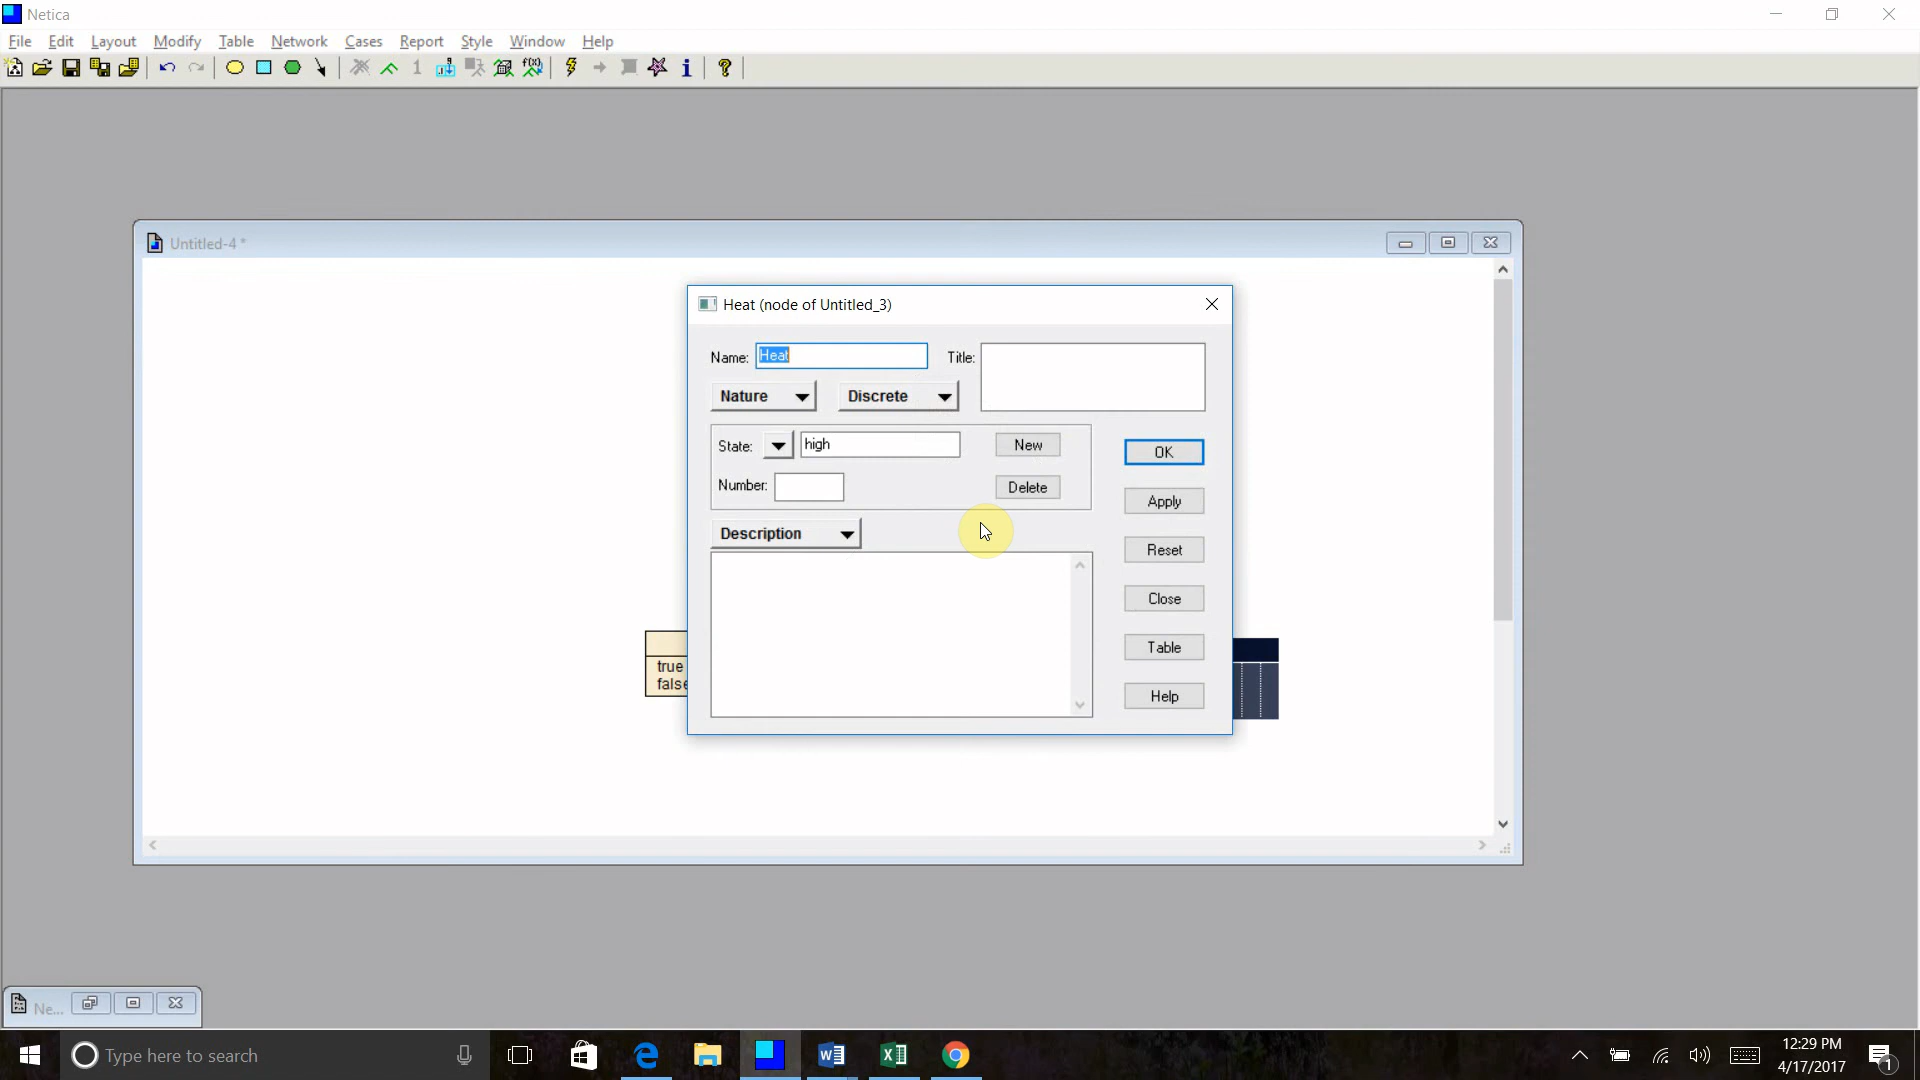 Netica
File Edit Layout Modify Table Network Cases Report Style Window Help
1 f(x) i ?
Untitled-4 *
Heat (node of Untitled_3)
Name: Heat Title:
Nature Discrete
State: high New
OK
Number: Delete
Apply
Description
Reset
Close
Table
Help
true
false
Ne...
Type here to search
12:29 PM
4/17/2017
1